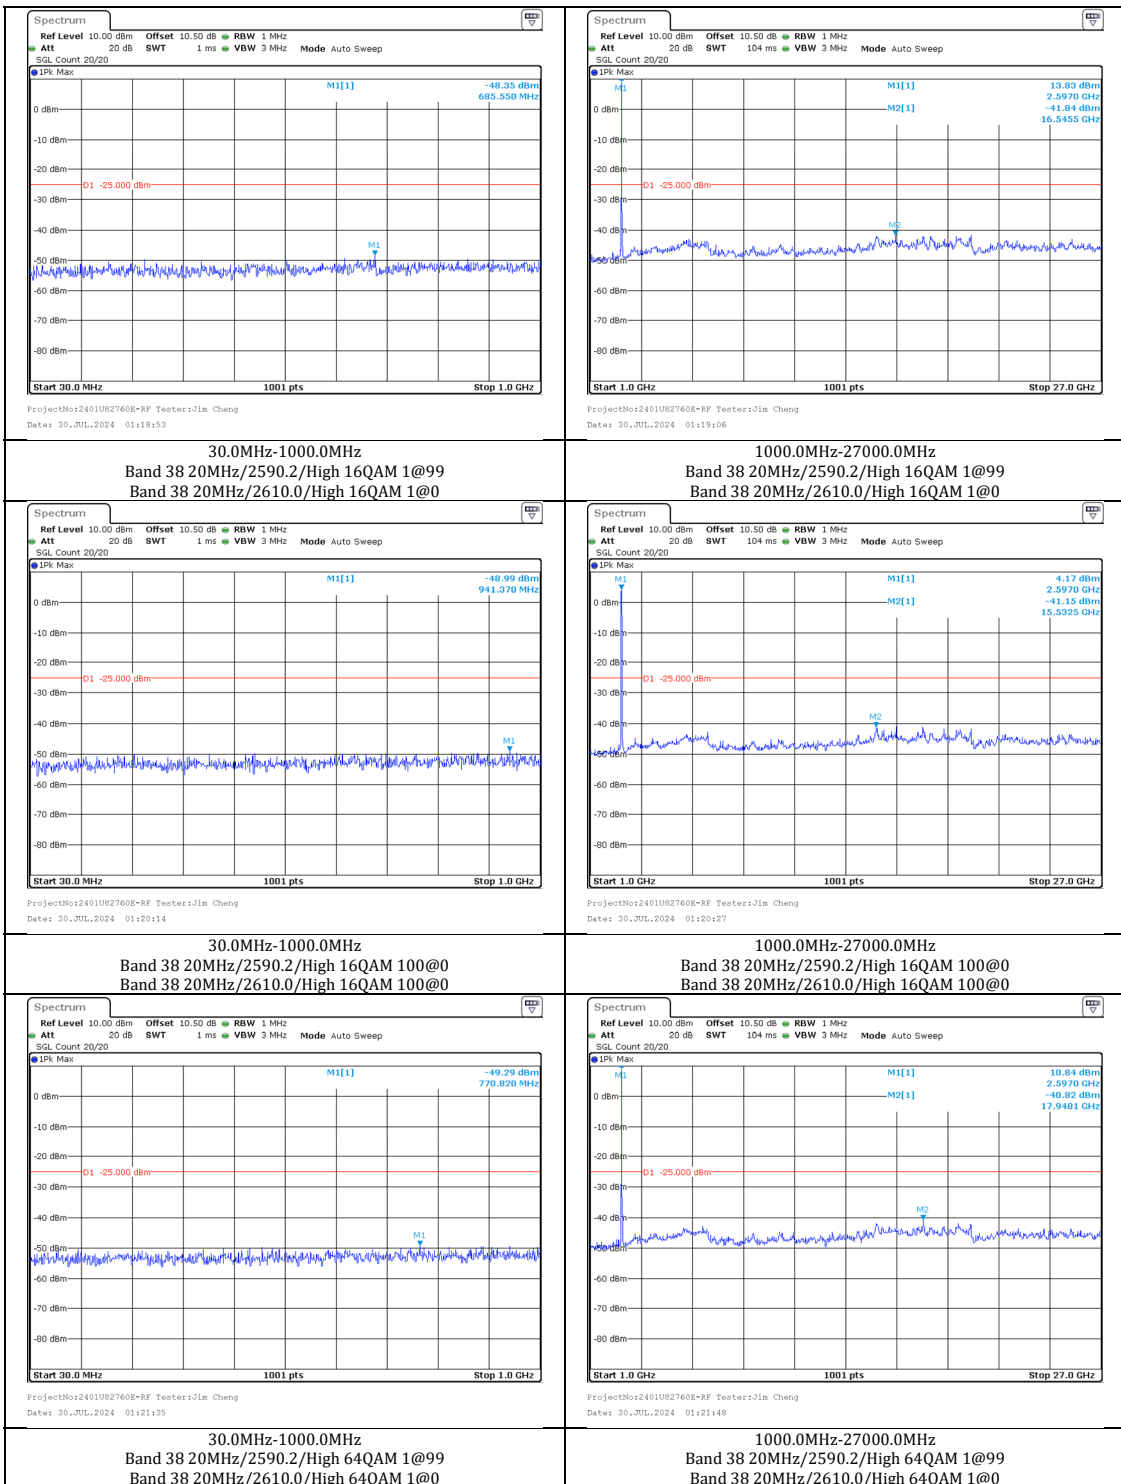 Spectrum
Ref Level 10.00 dBm Offset 10.50 dB RBW 1 MHz
Att 20 dB SWT 1 ms VBW 3 MHz Mode Auto Sweep
SGL Count 20/20
1Pk Max
M1[1] -48.35 dBm
685.550 MHz
0 dBm
-10 dBm
-20 dBm
D1 -25.000 dBm
-30 dBm
-40 dBm
M1
-50 dBm
-60 dBm
-70 dBm
-80 dBm
Start 30.0 MHz 1001 pts Stop 1.0 GHz
ProjectNo:2401U82760E-RF Tester:Jim Cheng
Date: 30.JUL.2024 01:18:53
30.0MHz-1000.0MHz
Band 38 20MHz/2590.2/High 16QAM 1@99
Band 38 20MHz/2610.0/High 16QAM 1@0
Spectrum
Ref Level 10.00 dBm Offset 10.50 dB RBW 1 MHz
Att 20 dB SWT 104 ms VBW 3 MHz Mode Auto Sweep
SGL Count 20/20
1Pk Max
M1
M1[1] 13.83 dBm
2.5970 GHz
0 dBm
M2[1] -41.84 dBm
16.5455 GHz
-10 dBm
-20 dBm
D1 -25.000 dBm
-30 dBm
-40 dBm
M2
-50 dBm
-60 dBm
-70 dBm
-80 dBm
Start 1.0 GHz 1001 pts Stop 27.0 GHz
ProjectNo:2401U82760E-RF Tester:Jim Cheng
Date: 30.JUL.2024 01:19:06
1000.0MHz-27000.0MHz
Band 38 20MHz/2590.2/High 16QAM 1@99
Band 38 20MHz/2610.0/High 16QAM 1@0
Spectrum
Ref Level 10.00 dBm Offset 10.50 dB RBW 1 MHz
Att 20 dB SWT 1 ms VBW 3 MHz Mode Auto Sweep
SGL Count 20/20
1Pk Max
M1[1] -48.99 dBm
941.370 MHz
0 dBm
-10 dBm
-20 dBm
D1 -25.000 dBm
-30 dBm
-40 dBm
M1
-50 dBm
-60 dBm
-70 dBm
-80 dBm
Start 30.0 MHz 1001 pts Stop 1.0 GHz
ProjectNo:2401U82760E-RF Tester:Jim Cheng
Date: 30.JUL.2024 01:20:14
30.0MHz-1000.0MHz
Band 38 20MHz/2590.2/High 16QAM 100@0
Band 38 20MHz/2610.0/High 16QAM 100@0
Spectrum
Ref Level 10.00 dBm Offset 10.50 dB RBW 1 MHz
Att 20 dB SWT 104 ms VBW 3 MHz Mode Auto Sweep
SGL Count 20/20
1Pk Max
M1
M1[1] 4.17 dBm
2.5970 GHz
0 dBm
M2[1] -41.15 dBm
15.5325 GHz
-10 dBm
-20 dBm
D1 -25.000 dBm
-30 dBm
-40 dBm
M2
-50 dBm
-60 dBm
-70 dBm
-80 dBm
Start 1.0 GHz 1001 pts Stop 27.0 GHz
ProjectNo:2401U82760E-RF Tester:Jim Cheng
Date: 30.JUL.2024 01:20:27
1000.0MHz-27000.0MHz
Band 38 20MHz/2590.2/High 16QAM 100@0
Band 38 20MHz/2610.0/High 16QAM 100@0
Spectrum
Ref Level 10.00 dBm Offset 10.50 dB RBW 1 MHz
Att 20 dB SWT 1 ms VBW 3 MHz Mode Auto Sweep
SGL Count 20/20
1Pk Max
M1[1] -49.29 dBm
770.820 MHz
0 dBm
-10 dBm
-20 dBm
D1 -25.000 dBm
-30 dBm
-40 dBm
M1
-50 dBm
-60 dBm
-70 dBm
-80 dBm
Start 30.0 MHz 1001 pts Stop 1.0 GHz
ProjectNo:2401U82760E-RF Tester:Jim Cheng
Date: 30.JUL.2024 01:21:35
30.0MHz-1000.0MHz
Band 38 20MHz/2590.2/High 64QAM 1@99
Band 38 20MHz/2610.0/High 64QAM 1@0
Spectrum
Ref Level 10.00 dBm Offset 10.50 dB RBW 1 MHz
Att 20 dB SWT 104 ms VBW 3 MHz Mode Auto Sweep
SGL Count 20/20
1Pk Max
M1
M1[1] 10.84 dBm
2.5970 GHz
0 dBm
M2[1] -40.82 dBm
17.9481 GHz
-10 dBm
-20 dBm
D1 -25.000 dBm
-30 dBm
-40 dBm
M2
-50 dBm
-60 dBm
-70 dBm
-80 dBm
Start 1.0 GHz 1001 pts Stop 27.0 GHz
ProjectNo:2401U82760E-RF Tester:Jim Cheng
Date: 30.JUL.2024 01:21:48
1000.0MHz-27000.0MHz
Band 38 20MHz/2590.2/High 64QAM 1@99
Band 38 20MHz/2610.0/High 64QAM 1@0